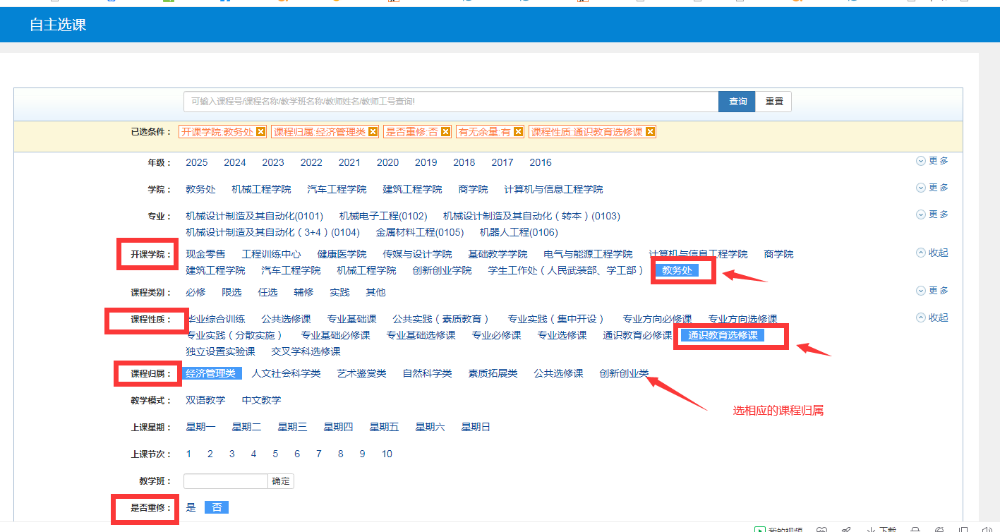 自主选课
可输入课程号/课程名称/教学班名称/教师姓名/教师工号查询! 查询 重置
已选条件： 开课学院:教务处 课程归属:经济管理类 是否重修:否 有无余量:有 课程性质:通识教育选修课
年级： 2025 2024 2023 2022 2021 2020 2019 2018 2017 2016 更多
学院： 教务处 机械工程学院 汽车工程学院 建筑工程学院 商学院 计算机与信息工程学院 更多
专业： 机械设计制造及其自动化(0101) 机械电子工程(0102) 机械设计制造及其自动化（转本）(0103) 更多
机械设计制造及其自动化（3+4）(0104) 金属材料工程(0105) 机器人工程(0106)
开课学院： 现金零售 工程训练中心 健康医学院 传媒与设计学院 基础教学学院 电气与能源工程学院 计算机与信息工程学院 商学院 收起
建筑工程学院 汽车工程学院 机械工程学院 创新创业学院 学生工作处（人民武装部、学工部） 教务处
课程类别： 必修 限选 任选 辅修 实践 其他 更多
课程性质： 毕业综合训练 公共选修课 专业基础课 公共实践（素质教育） 专业实践（集中开设） 专业方向必修课 专业方向选修课 收起
专业实践（分散实施） 专业基础必修课 专业基础选修课 专业必修课 专业选修课 通识教育必修课 通识教育选修课
独立设置实验课 交叉学科选修课
课程归属： 经济管理类 人文社会科学类 艺术鉴赏类 自然科学类 素质拓展类 公共选修课 创新创业类
教学模式： 双语教学 中文教学
选相应的课程归属
上课星期： 星期一 星期二 星期三 星期四 星期五 星期六 星期日
上课节次： 1 2 3 4 5 6 7 8 9 10
教学班： 确定
是否重修： 是 否
我的视频 下载